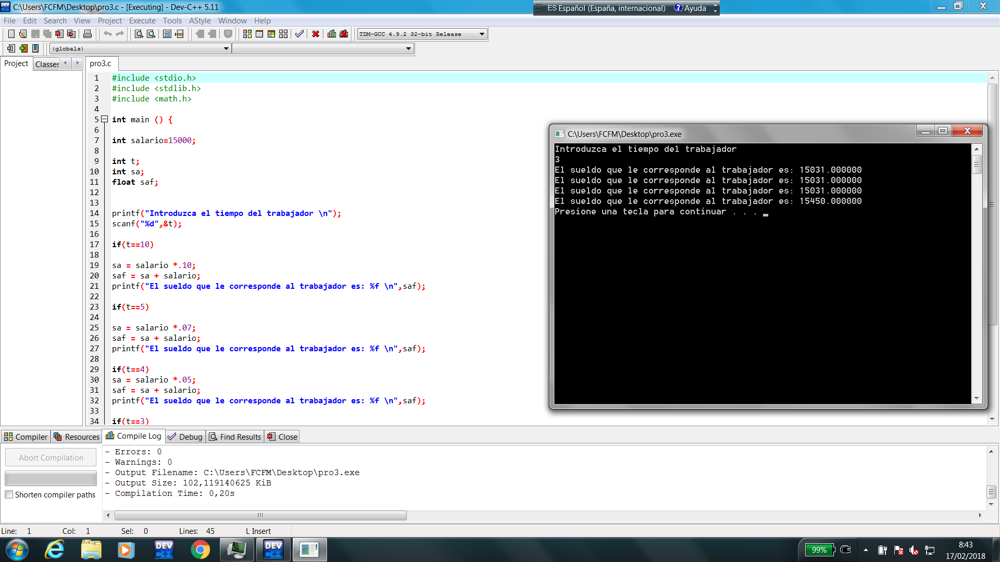 C:\Users\FCFM\Desktop\pro3.c - [Executing] - Dev-C++ 5.11
ES Español (España, internacional) Ayuda
File Edit Search View Project Execute Tools AStyle Window Help
TDM-GCC 4.9.2 32-bit Release
(globals)
Project Classes pro3.c
1 #include <stdio.h>
2 #include <stdlib.h>
3 #include <math.h>
4
5 int main () {
6
7 int salario=15000;
8
9 int t;
10 int sa;
11 float saf;
12
13
14 printf("Introduzca el tiempo del trabajador \n");
15 scanf("%d",&t);
16
17 if(t==10)
18
19 sa = salario *.10;
20 saf = sa + salario;
21 printf("El sueldo que le corresponde al trabajador es: %f \n",saf);
22
23 if(t==5)
24
25 sa = salario *.07;
26 saf = sa + salario;
27 printf("El sueldo que le corresponde al trabajador es: %f \n",saf);
28
29 if(t==4)
30 sa = salario *.05;
31 saf = sa + salario;
32 printf("El sueldo que le corresponde al trabajador es: %f \n",saf);
33
34 if(t==3)
C:\Users\FCFM\Desktop\pro3.exe
Introduzca el tiempo del trabajador
3
El sueldo que le corresponde al trabajador es: 15031.000000
El sueldo que le corresponde al trabajador es: 15031.000000
El sueldo que le corresponde al trabajador es: 15031.000000
El sueldo que le corresponde al trabajador es: 15450.000000
Presione una tecla para continuar . . . _
Compiler Resources Compile Log Debug Find Results Close
Abort Compilation
Shorten compiler paths
- Errors: 0
- Warnings: 0
- Output Filename: C:\Users\FCFM\Desktop\pro3.exe
- Output Size: 102,119140625 KiB
- Compilation Time: 0,20s
Line: 1 Col: 1 Sel: 0 Lines: 45 L Insert
DEV C++
DEV C++
99%
8:43
17/02/2018